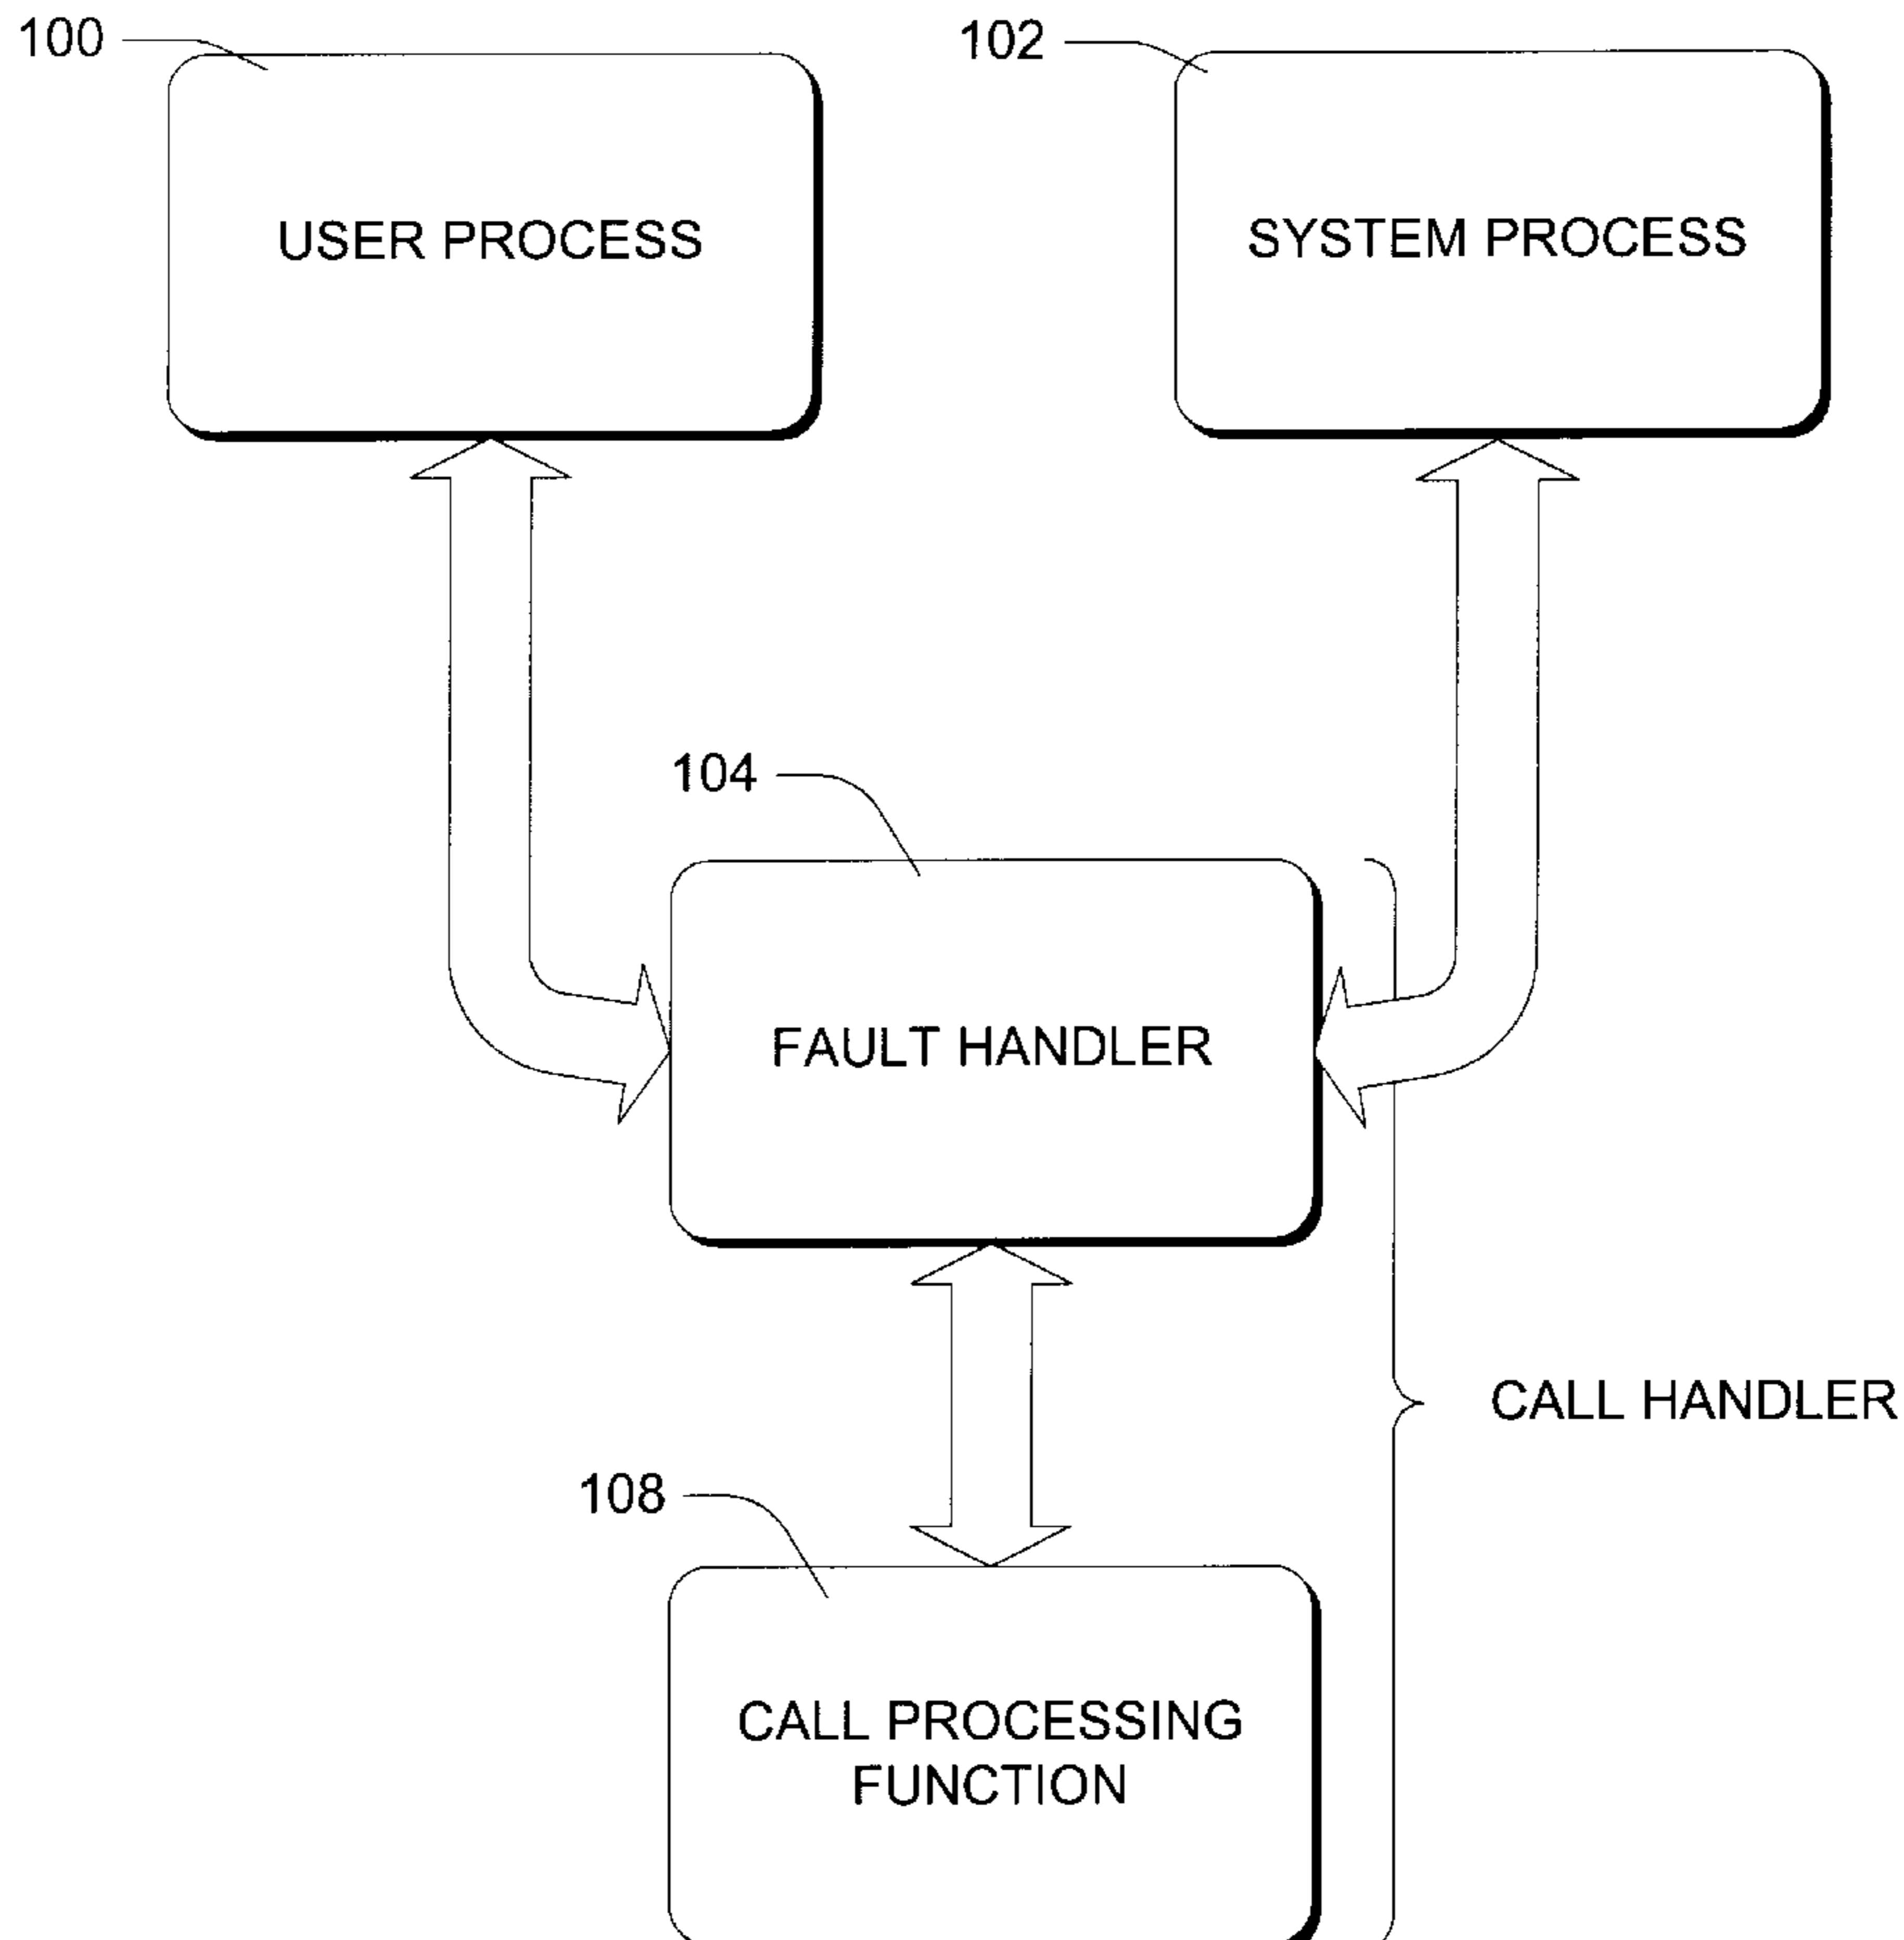 100
102
USER PROCESS
SYSTEM PROCESS
104
FAULT HANDLER
CALL HANDLER
108
CALL PROCESSING
FUNCTION